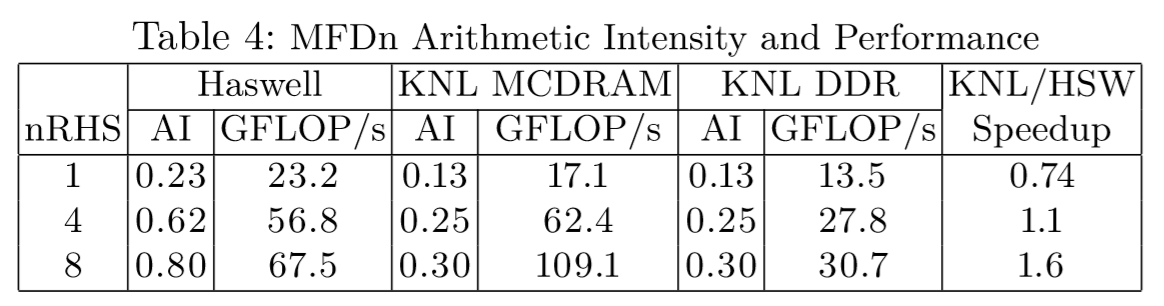 Table 4: MFDn Arithmetic Intensity and Performance
Haswell KNL MCDRAM KNL DDR KNL/HSW
nRHS AI GFLOP/s AI GFLOP/s AI GFLOP/s Speedup
1 0.23 23.2 0.13 17.1 0.13 13.5 0.74
4 0.62 56.8 0.25 62.4 0.25 27.8 1.1
8 0.80 67.5 0.30 109.1 0.30 30.7 1.6